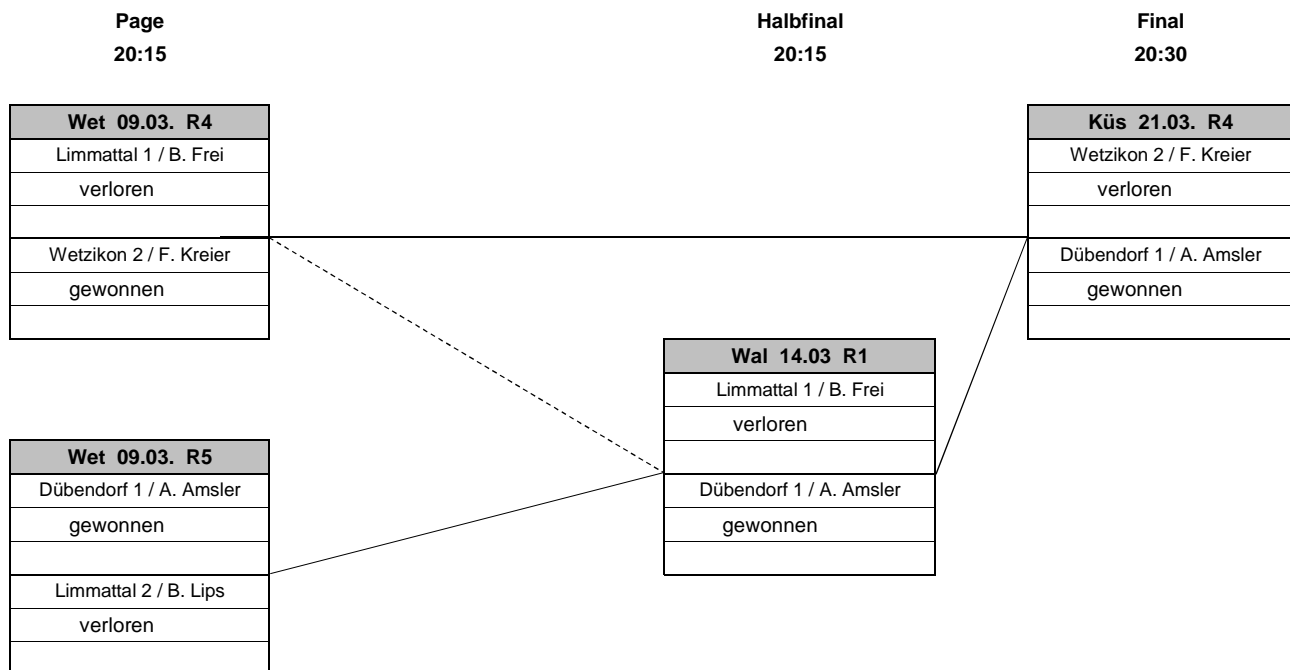 Page
20:15
Halbfinal
20:15
Final
20:30
Wet 09.03. R4
Limmattal 1 / B. Frei
verloren
Wetzikon 2 / F. Kreier
gewonnen
Wet 09.03. R5
Dübendorf 1 / A. Amsler
gewonnen
Limmattal 2 / B. Lips
verloren
Wal 14.03 R1
Limmattal 1 / B. Frei
verloren
Dübendorf 1 / A. Amsler
gewonnen
Küs 21.03. R4
Wetzikon 2 / F. Kreier
verloren
Dübendorf 1 / A. Amsler
gewonnen